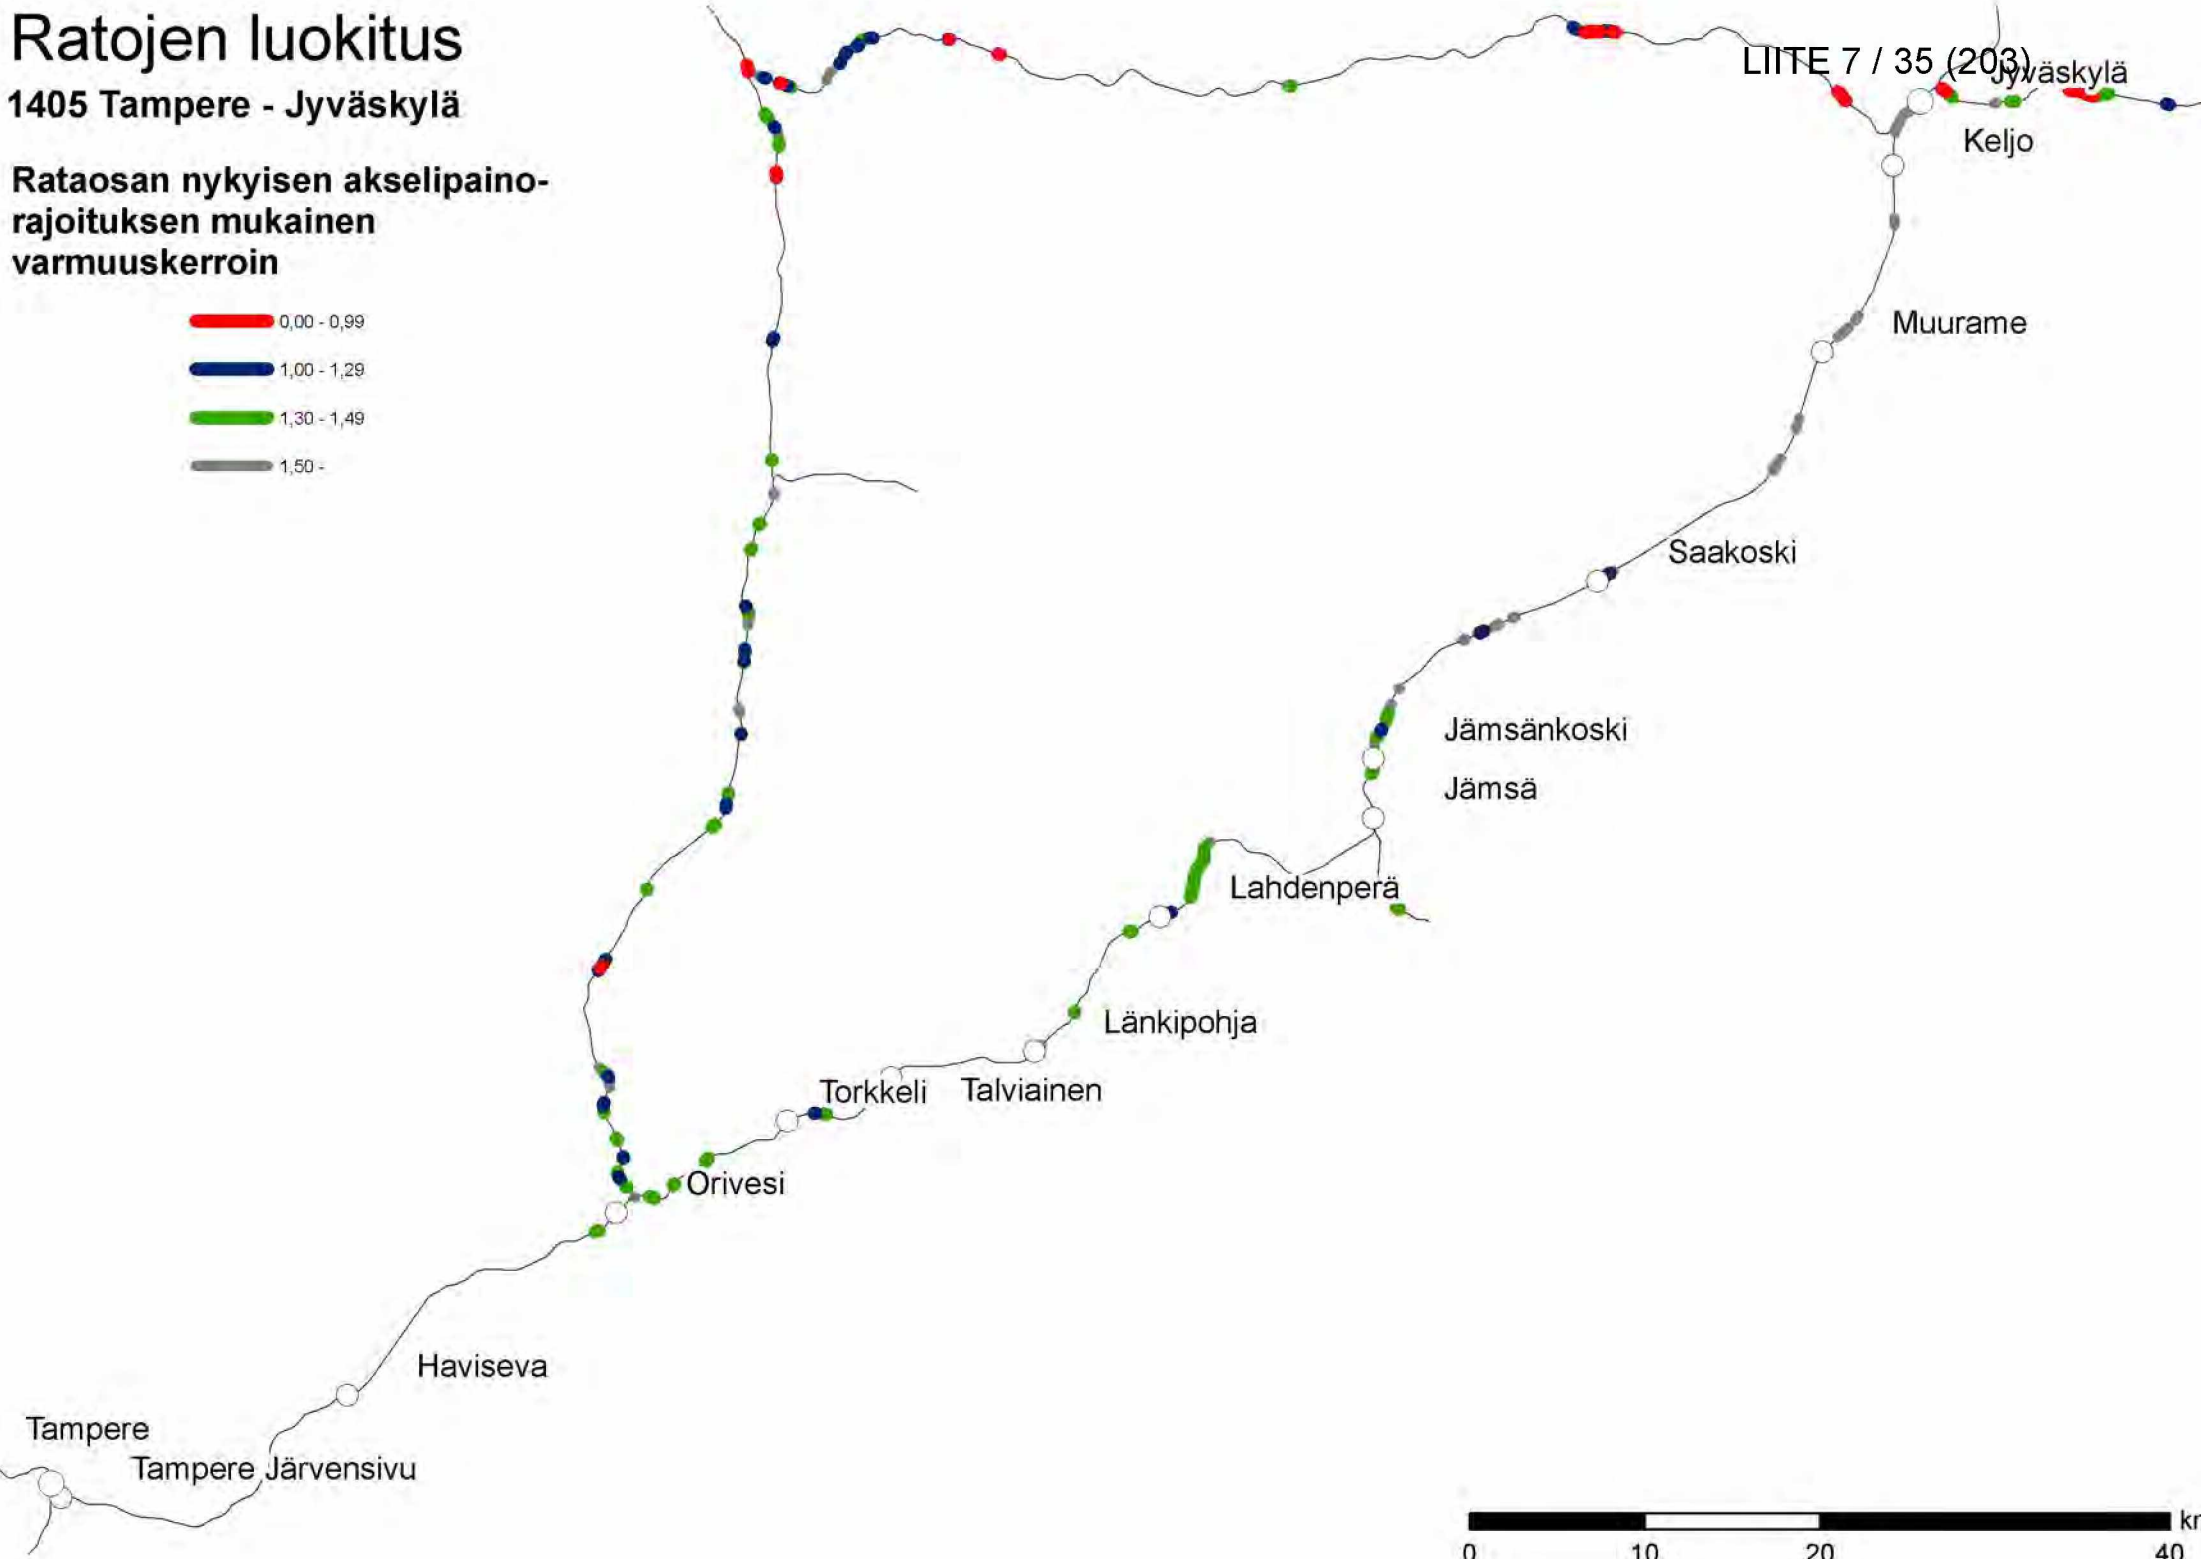 Ratojen luokitus
1405 Tampere - Jyväskylä
LIITE 7 / 35 (203)
Jyväskylä
Keljo
Rataosan nykyisen akselipaino-
rajoituksen mukainen
varmuuskerroin
0,00 - 0,99
1,00 - 1,29
1,30 - 1,49
1,50 -
Muurame
Saakoski
Jämsänkoski
Jämsä
Lahdenperä
Länkipohja
Torkkeli
Talviainen
Orivesi
Haviseva
Tampere
Tampere Järvensivu
0
10
20
40